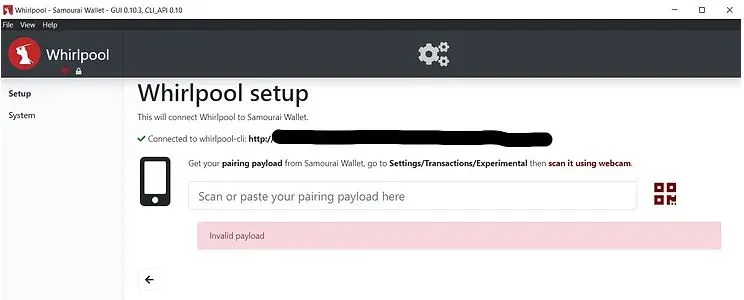 Whirlpool - Samourai Wallet - GUI 0.10.3, CLI_API 0.10
File View Help
Whirlpool
Setup
System
Whirlpool setup
This will connect Whirlpool to Samourai Wallet.
Connected to whirlpool-cli: http:/
Get your pairing payload from Samourai Wallet, go to Settings/Transactions/Experimental then scan it using webcam.
Scan or paste your pairing payload here
Invalid payload